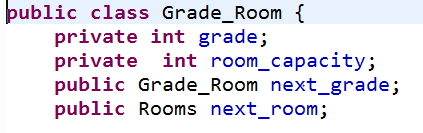 public class Grade_Room {
    private int grade;
    private  int room_capacity;
    public Grade_Room next_grade;
    public Rooms next_room;